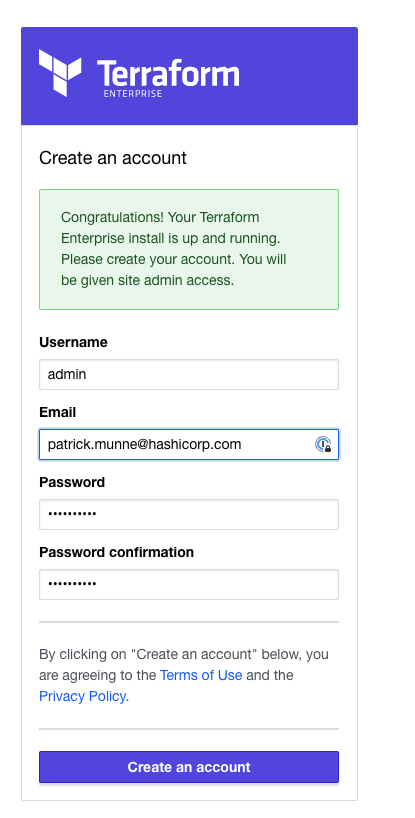 Terraform
ENTERPRISE
Create an account
Congratulations! Your Terraform
Enterprise install is up and running.
Please create your account. You will
be given site admin access.
Username
admin
Email
patrick.munne@hashicorp.com
Password
••••••••••
Password confirmation
••••••••••
By clicking on "Create an account" below, you
are agreeing to the Terms of Use and the
Privacy Policy.
Create an account